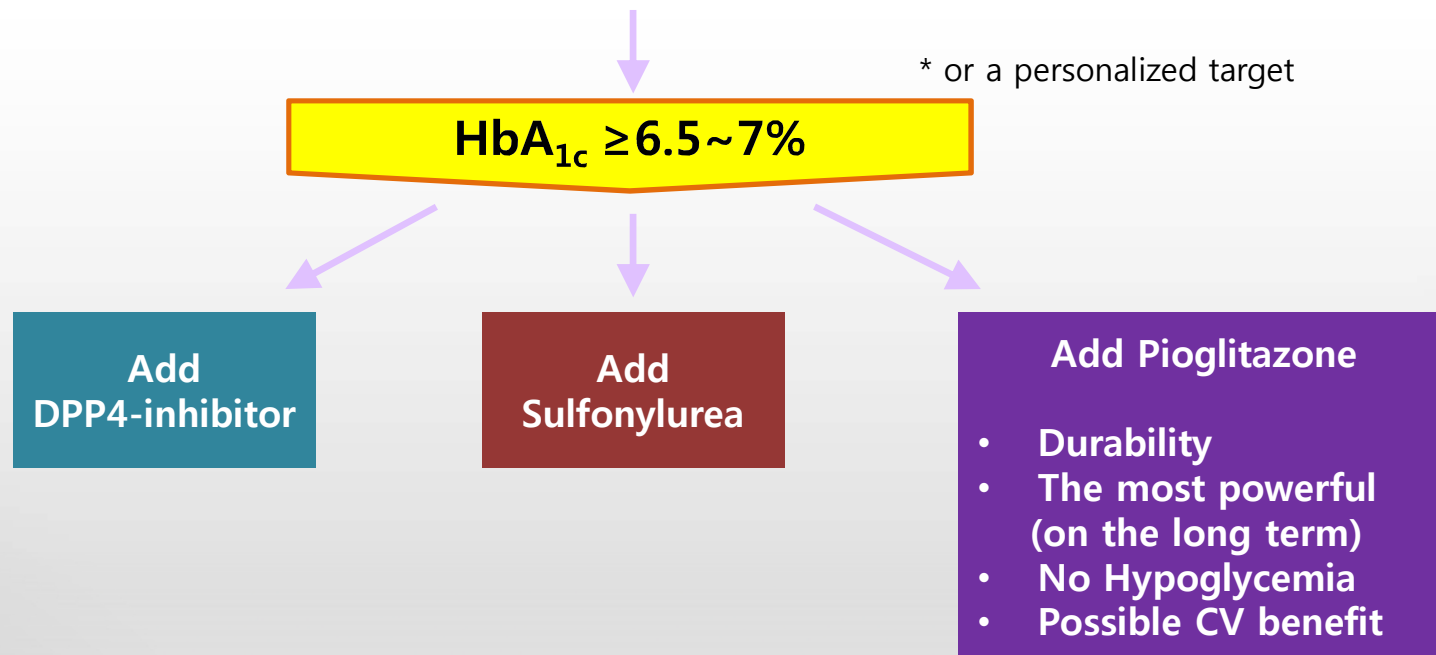 * or a personalized target
HbA1c ≥6.5~7%
Add
DPP4-inhibitor
Add
Sulfonylurea
Add Pioglitazone
• Durability
• The most powerful
(on the long term)
• No Hypoglycemia
• Possible CV benefit